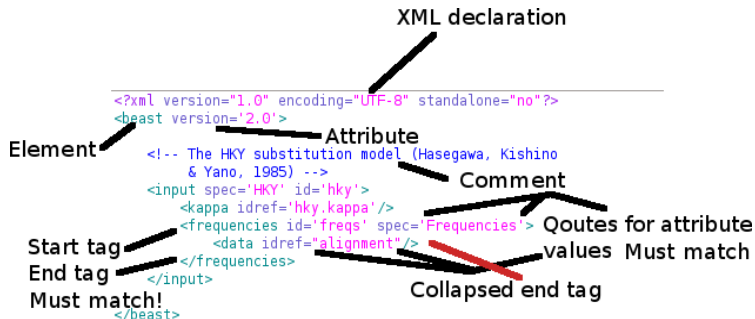 XML declaration
<?xml version="1.0" encoding="UTF-8" standalone="no"?>
<beast version='2.0'>
Attribute
Element
<!-- The HKY substitution model (Hasegawa, Kishino
& Yano, 1985) -->
Comment
<input spec='HKY' id='hky'>
<kappa idref='hky.kappa'/>
<frequencies id='freqs' spec='Frequencies'>
Qoutes for attribute
values Must match
Start tag
<data idref="alignment"/>
End tag
</frequencies>
Must match!
</input>
Collapsed end tag
</beast>